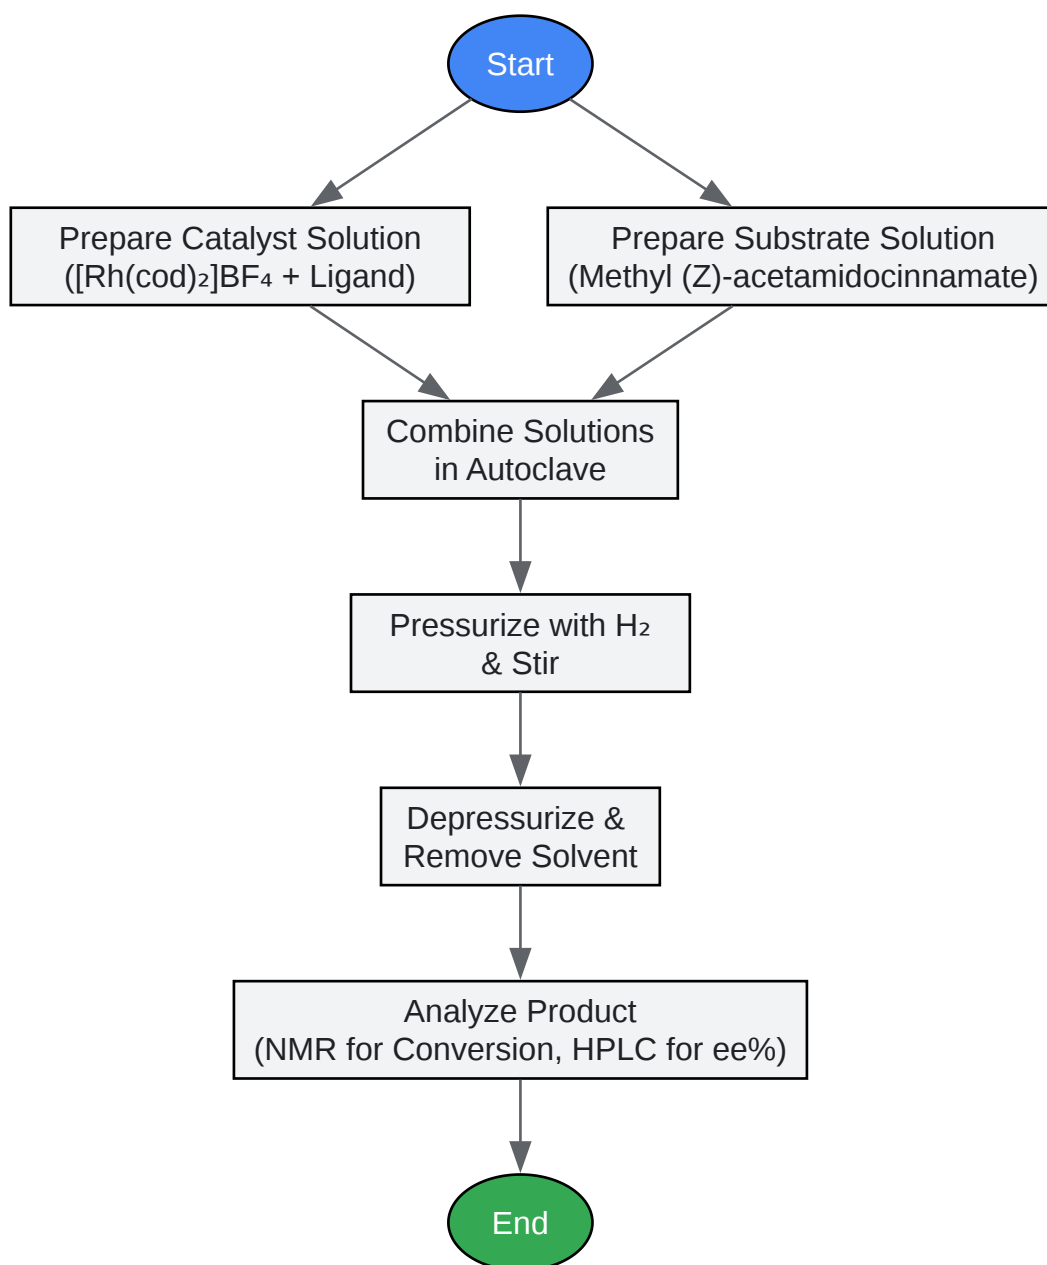 Start
Prepare Catalyst Solution
([Rh(cod)₂]BF₄ + Ligand)
Prepare Substrate Solution
(Methyl (Z)-acetamidocinnamate)
Combine Solutions
in Autoclave
Pressurize with H₂
& Stir
Depressurize &
Remove Solvent
Analyze Product
(NMR for Conversion, HPLC for ee%)
End